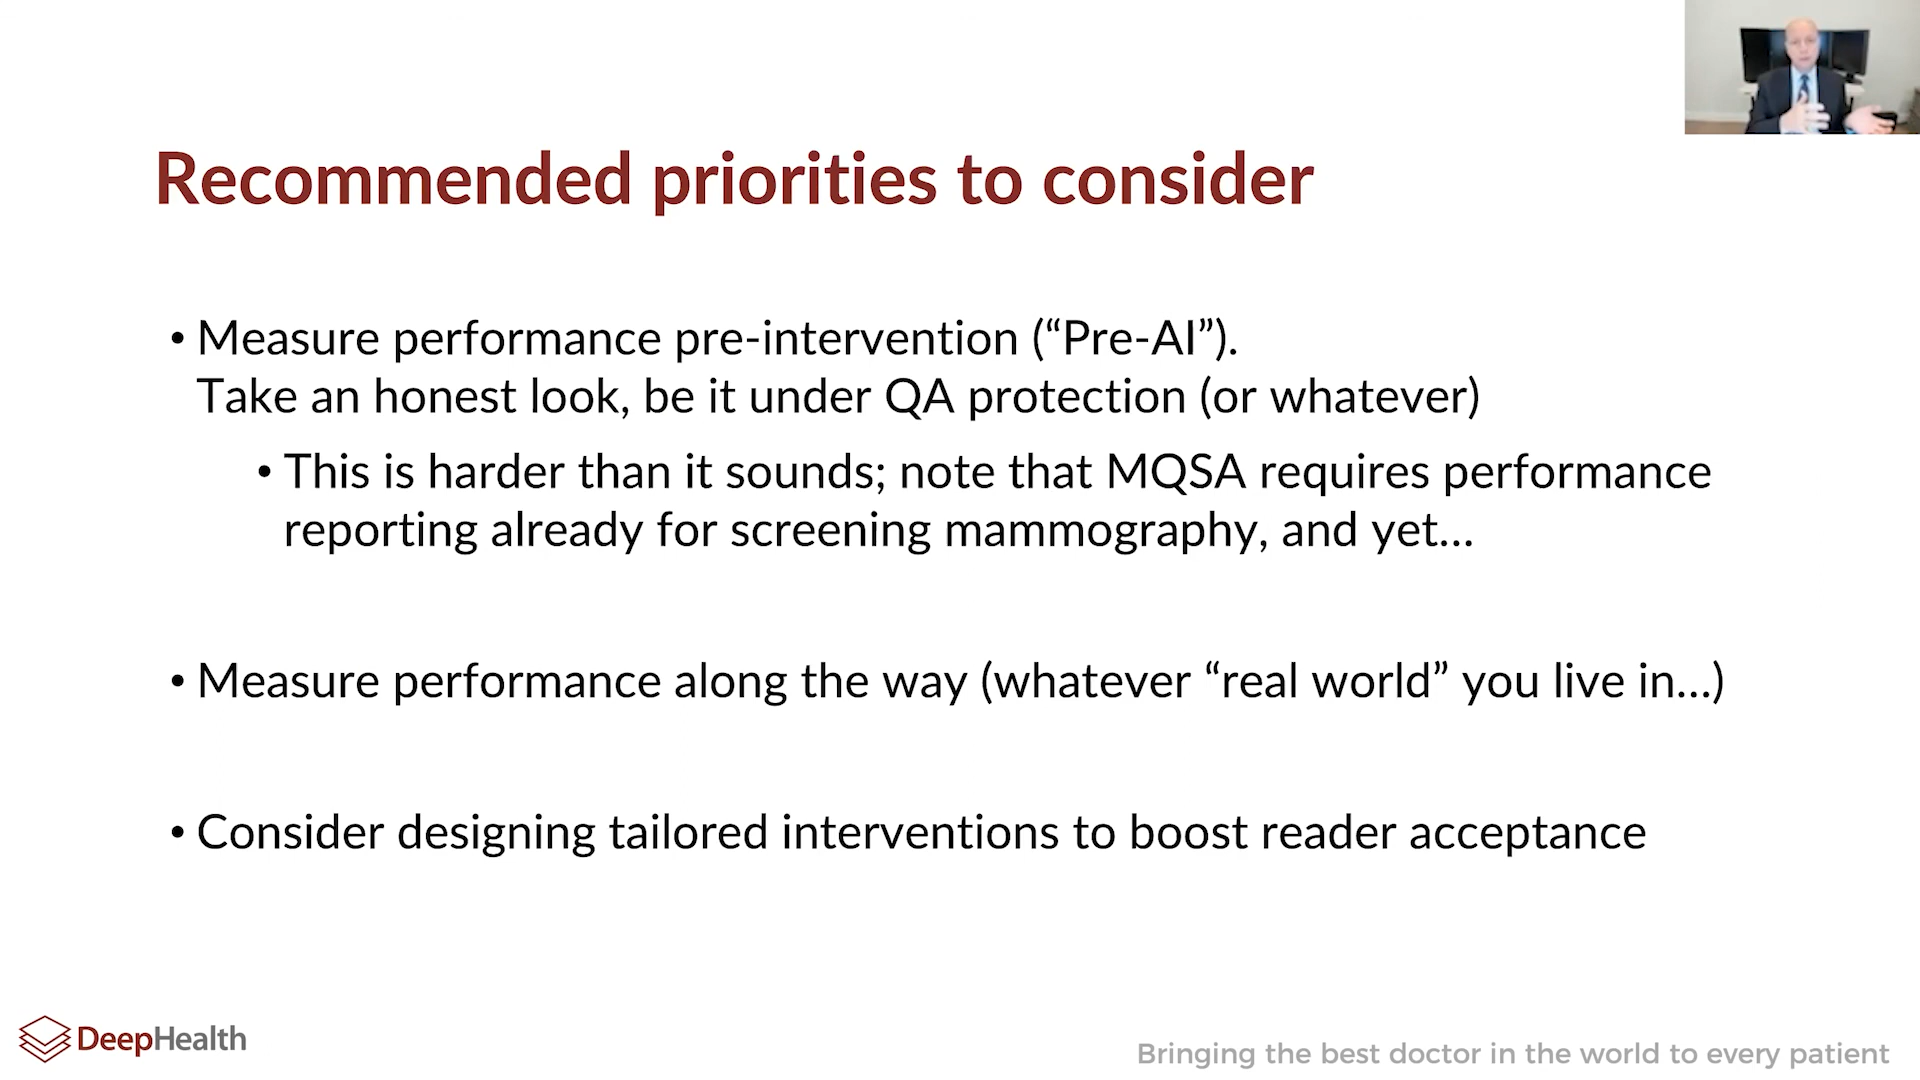 Recommended priorities to consider
• Measure performance pre-intervention (“Pre-AI”).
Take an honest look, be it under QA protection (or whatever)
• This is harder than it sounds; note that MQSA requires performance
reporting already for screening mammography, and yet...
• Measure performance along the way (whatever “real world” you live in...)
• Consider designing tailored interventions to boost reader acceptance
DeepHealth
Bringing the best doctor in the world to every patient